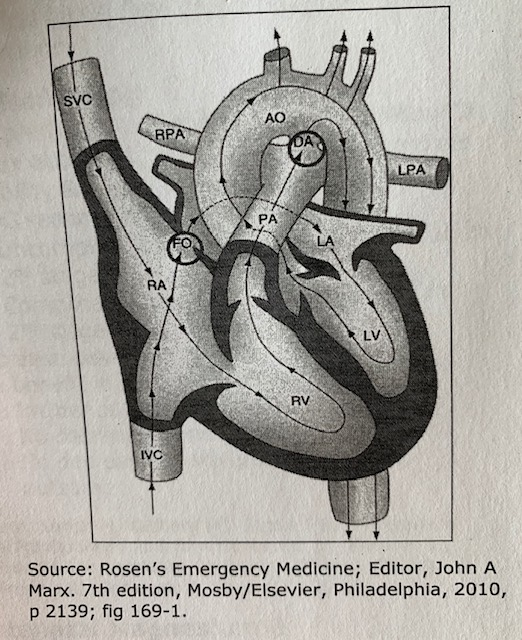 SVC
AO
RPA
DA
LPA
PA
FO
LA
RA
LV
RV
IVC
Source: Rosen's Emergency Medicine; Editor, John A
Marx. 7th edition, Mosby/Elsevier, Philadelphia, 2010,
p 2139; fig 169-1.